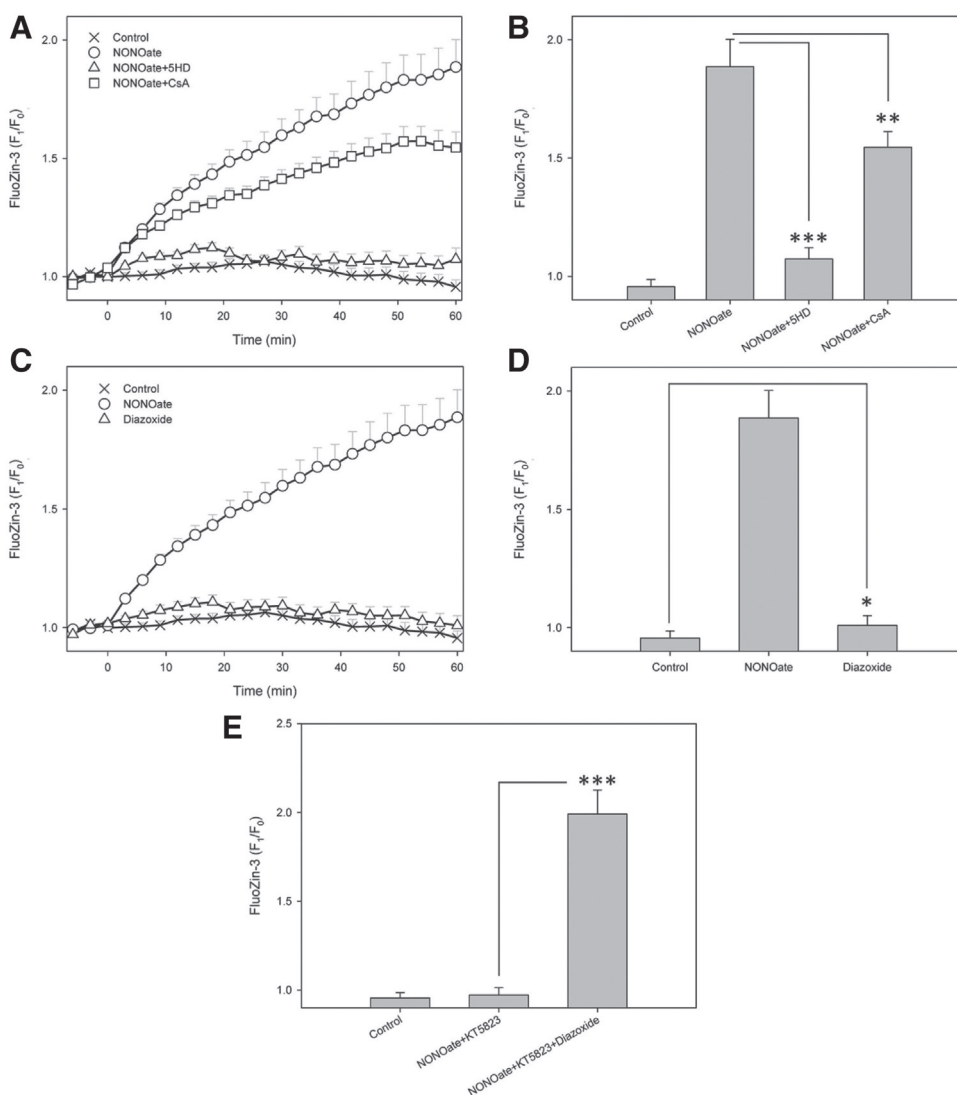 A
Control
NONOate
NONOate+5HD
NONOate+CsA
FluoZin-3 (F1/F0)
2.0
1.5
1.0
0
10
20
30
40
50
60
Time (min)
B
FluoZin-3 (F1/F0)
2.0
1.5
1.0
**
***
Control
NONOate
NONOate+5HD
NONOate+CsA
C
Control
NONOate
Diazoxide
FluoZin-3 (F1/F0)
2.0
1.5
1.0
0
10
20
30
40
50
60
Time (min)
D
FluoZin-3 (F1/F0)
2.0
1.5
1.0
*
Control
NONOate
Diazoxide
E
FluoZin-3 (F1/F0)
2.5
2.0
1.5
1.0
***
Control
NONOate+KT5823
NONOate+KT5823+Diazoxide